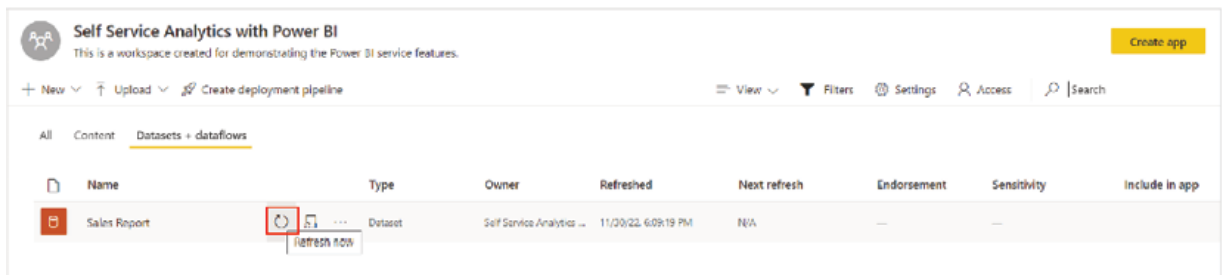 Self Service Analytics with Power BI
This is a workspace created for demonstrating the Power BI service features.
Create app
New Upload Create deployment pipeline View Filters Settings Access Search
All Content Datasets + dataflows
Name Type Owner Refreshed Next refresh Endorsement Sensitivity Include in app
Sales Report ... Dataset Self Service Analytics ... 11/30/22, 6:09:19 PM N/A — —
Refresh now